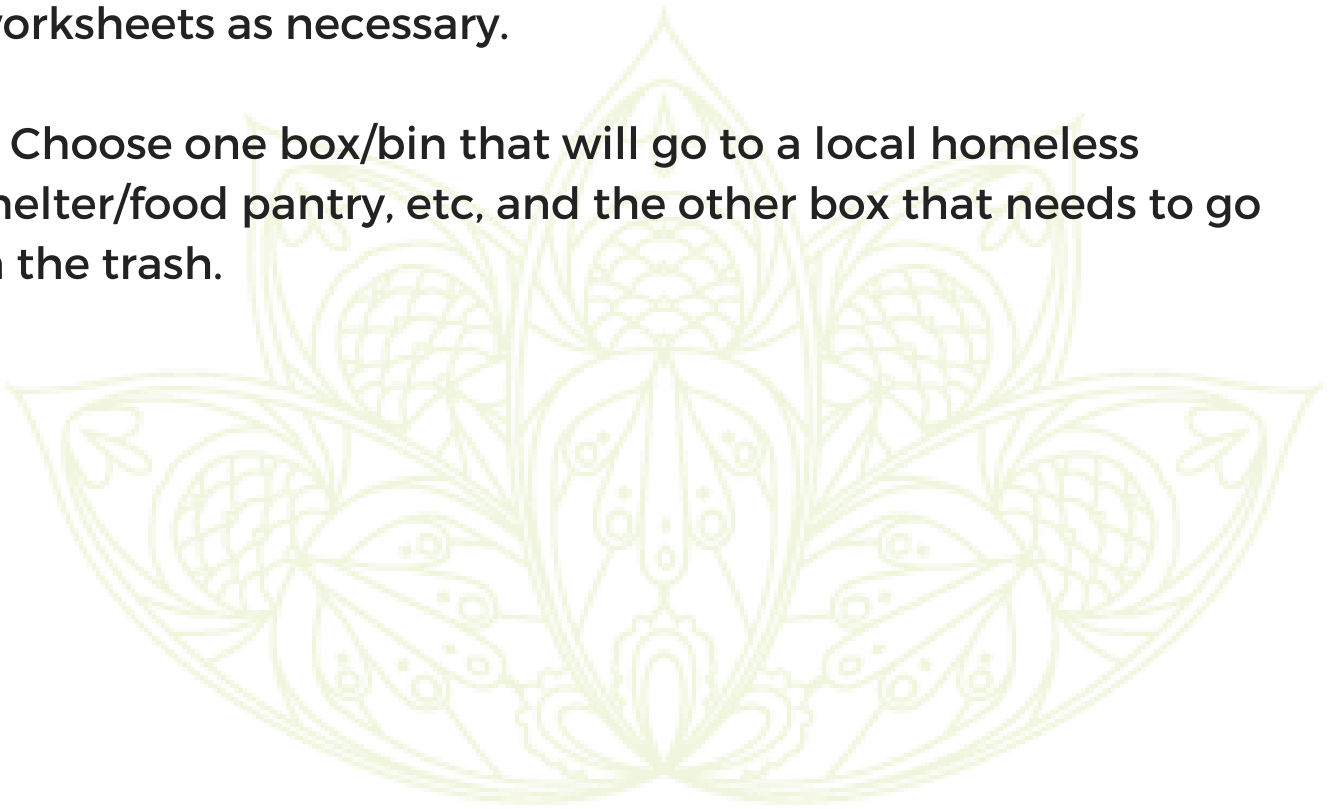 orksheets as necessary.
Choose one box/bin that will go to a local homeless
helter/food pantry, etc, and the other box that needs to go
the trash.